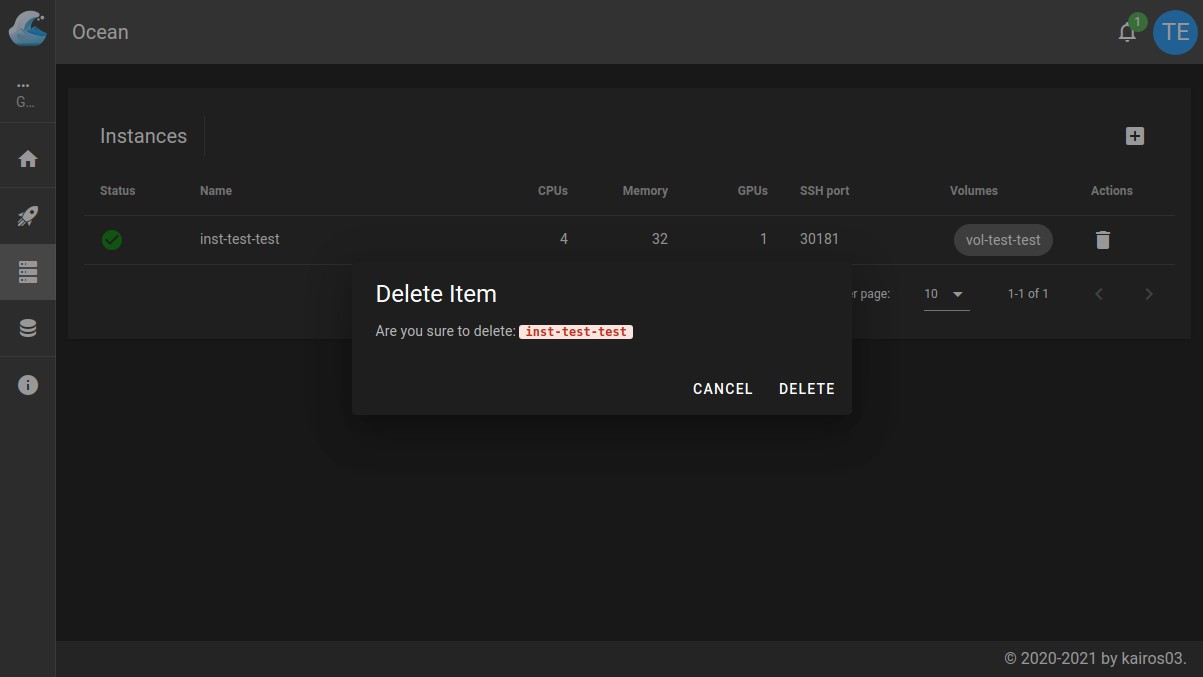 Ocean
1
TE
...
G...
Instances
Status Name CPUs Memory GPUs SSH port Volumes Actions
inst-test-test 4 32 1 30181 vol-test-test
Delete Item
Are you sure to delete: inst-test-test
CANCEL DELETE
page: 10 1-1 of 1
© 2020-2021 by kairos03.